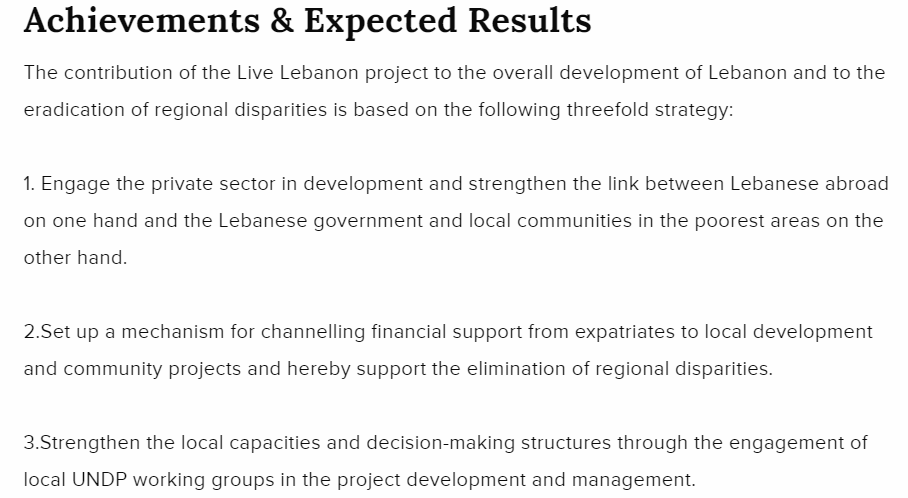 Achievements & Expected Results
The contribution of the Live Lebanon project to the overall development of Lebanon and to the
eradication of regional disparities is based on the following threefold strategy:
1. Engage the private sector in development and strengthen the link between Lebanese abroad
on one hand and the Lebanese government and local communities in the poorest areas on the
other hand.
2.Set up a mechanism for channelling financial support from expatriates to local development
and community projects and hereby support the elimination of regional disparities.
3.Strengthen the local capacities and decision-making structures through the engagement of
local UNDP working groups in the project development and management.